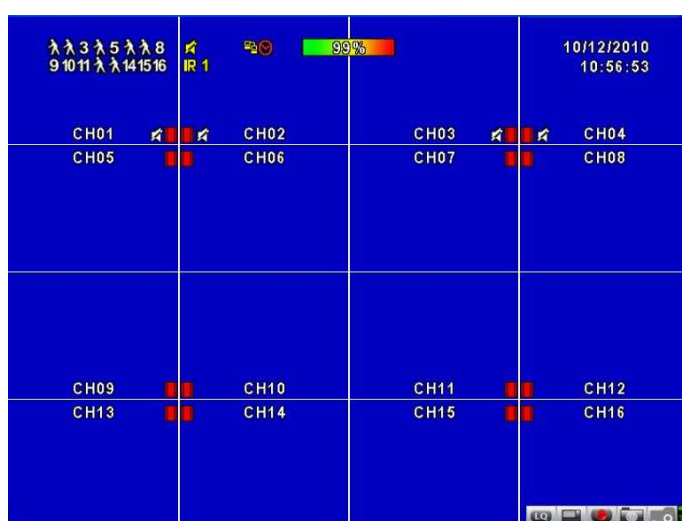 3 5 8
9 10 11 14 15 16
IR 1
99%
10/12/2010
10:56:53
CH01 CH02 CH03 CH04
CH05 CH06 CH07 CH08
CH09 CH10 CH11 CH12
CH13 CH14 CH15 CH16
LQ